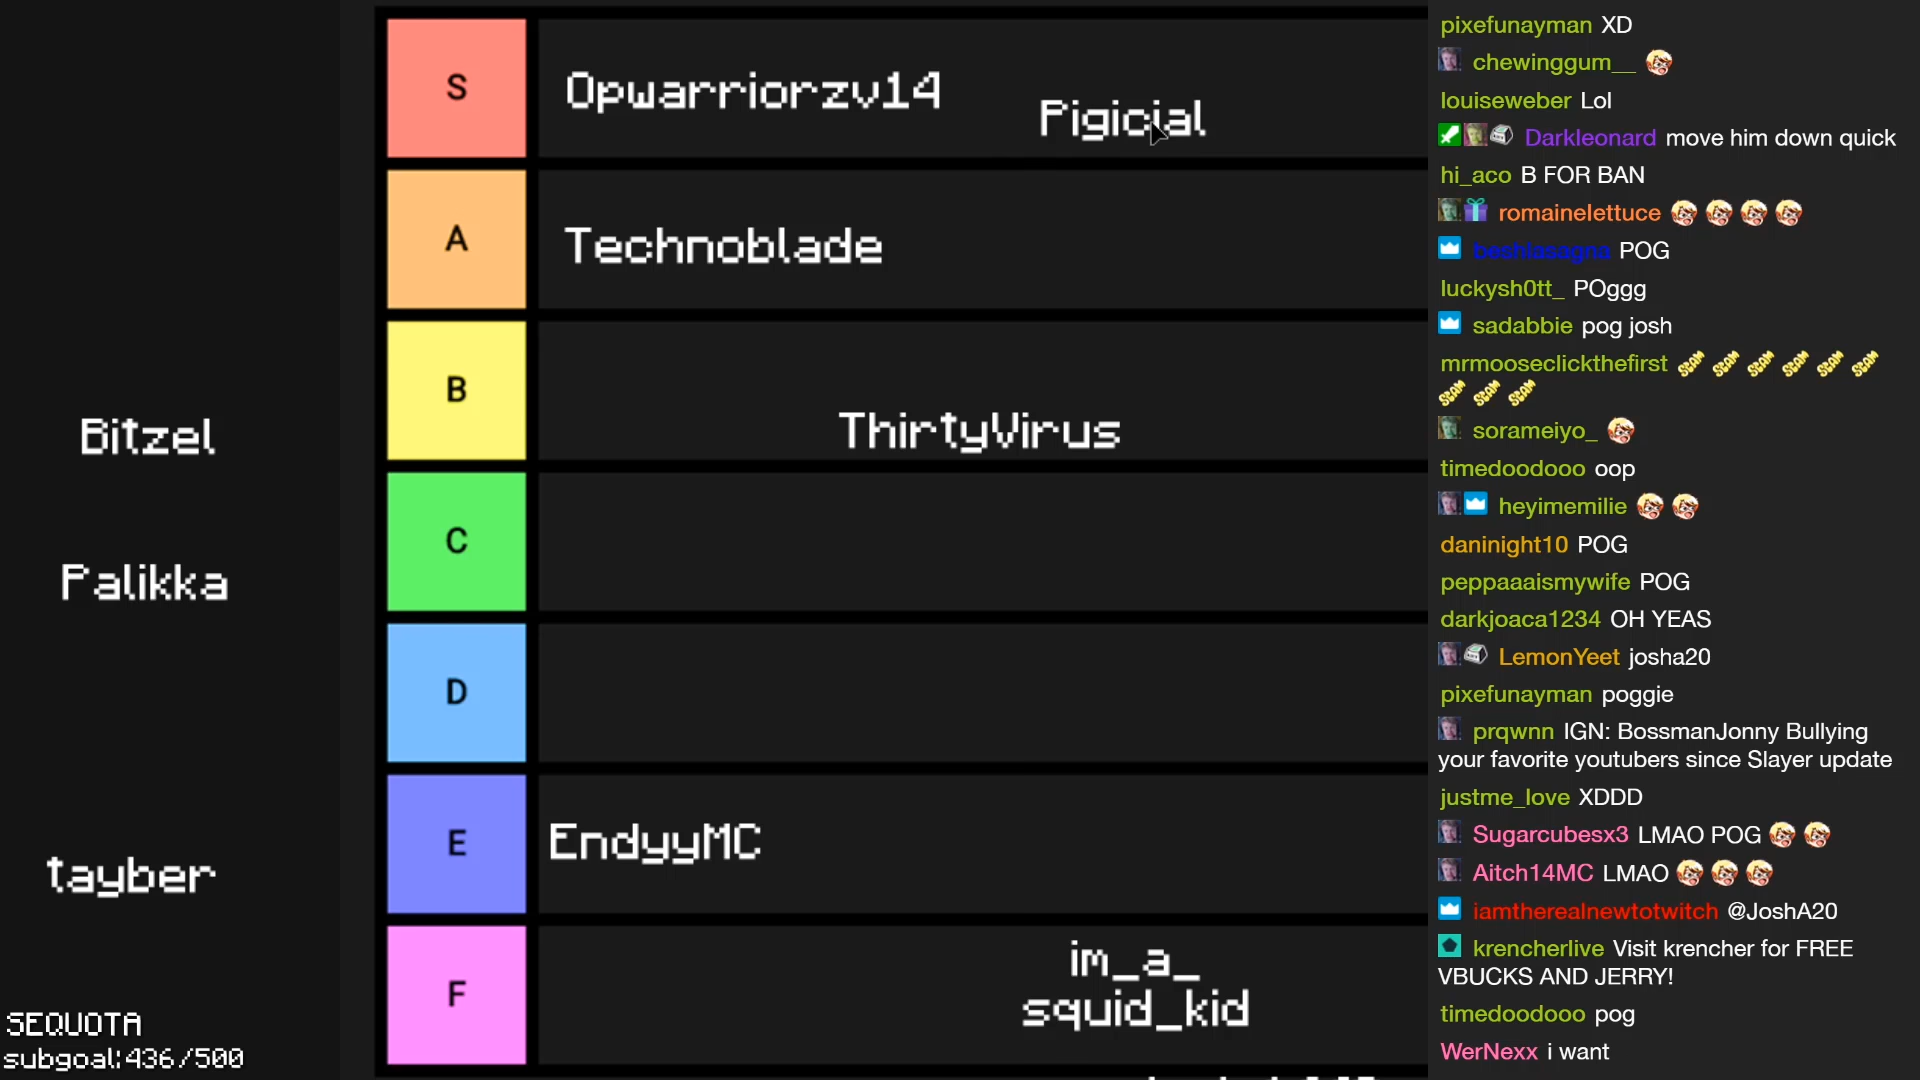 S
Opwarriorzv14
Pigicial
A
Technoblade
B
ThirtyVirus
C
D
E
EndyyMC
F
im_a_
squid_kid
Bitzel
Palikka
tayber
SEQUOTA
subgoal:436/500
pixefunayman XD
chewinggum__
louiseweber Lol
Darkleonard move him down quick
hi_aco B FOR BAN
romainelettuce
beshlasagna POG
luckysh0tt_ POggg
sadabbie pog josh
mrmooseclickthefirst
sorameiyo_
timedoodooo oop
heyimemilie
daninight10 POG
peppaaaismywife POG
darkjoaca1234 OH YEAS
LemonYeet josha20
pixefunayman poggie
prqwnn IGN: BossmanJonny Bullying
your favorite youtubers since Slayer update
justme_love XDDD
Sugarcubesx3 LMAO POG
Aitch14MC LMAO
iamtherealnewtotwitch @JoshA20
krencherlive Visit krencher for FREE
VBUCKS AND JERRY!
timedoodooo pog
WerNexx i want